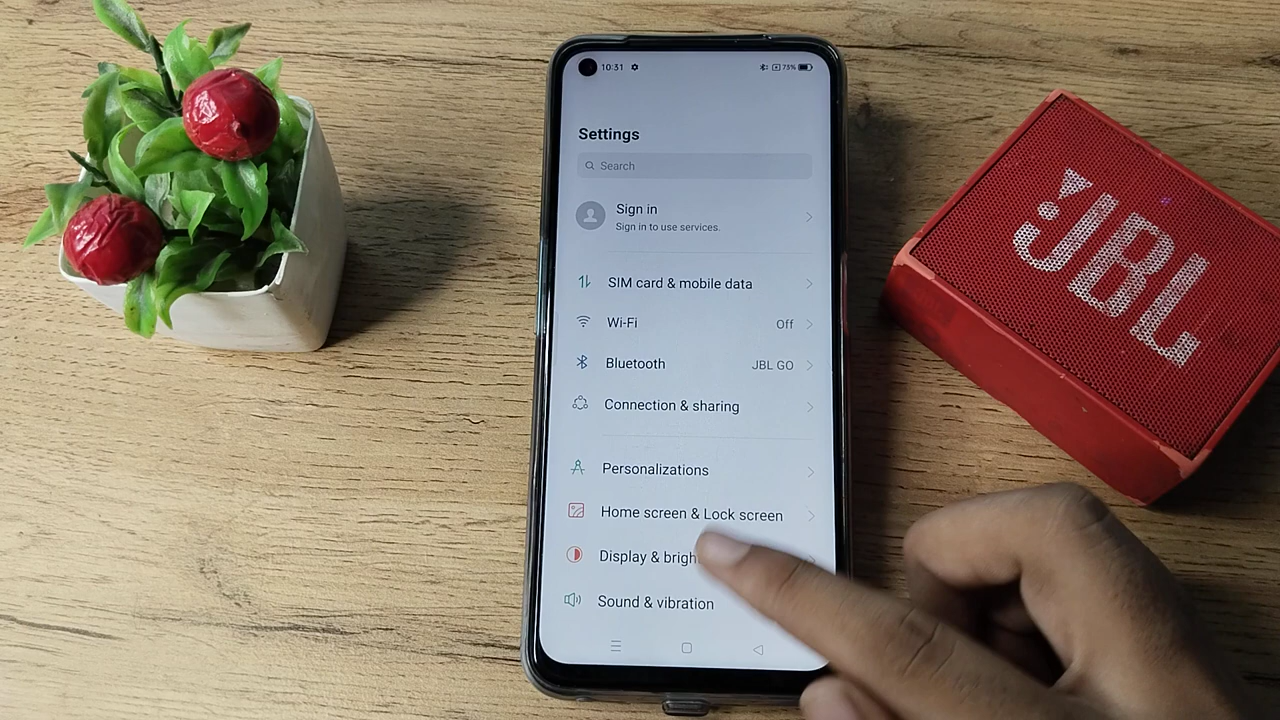 10:31
73%
Settings
Search
Sign in
Sign in to use services.
SIM card & mobile data
Wi-Fi Off
Bluetooth JBL GO
Connection & sharing
Personalizations
Home screen & Lock screen
Display & brigh
Sound & vibration
JBL